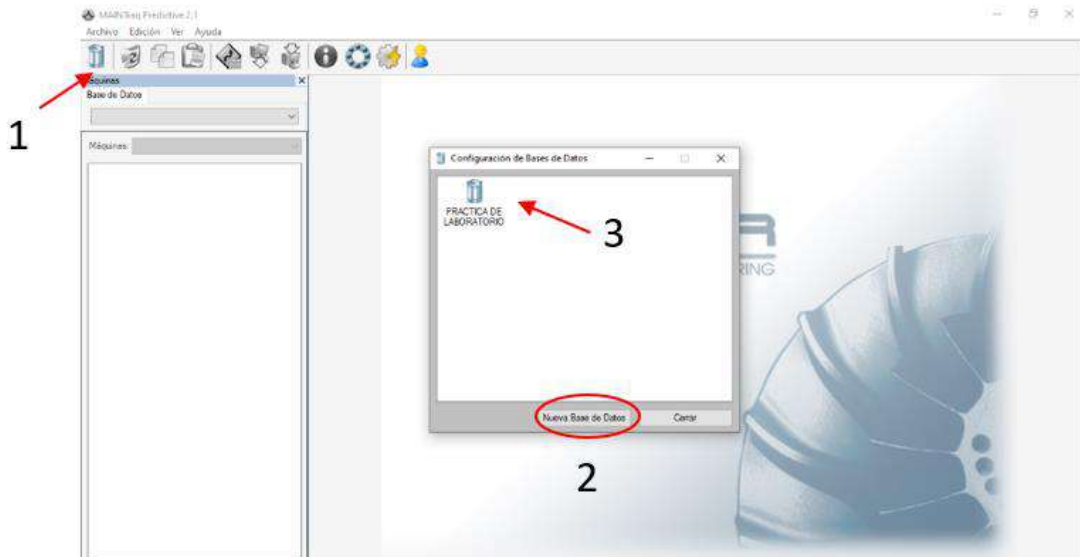 MAINTraq Predictive 2.1
Archivo Edición Ver Ayuda
Máquinas
Base de Datos
Máquinas:
1
Configuración de Bases de Datos
PRACTICA DE
LABORATORIO
3
Nueva Base de Datos
Cerrar
2